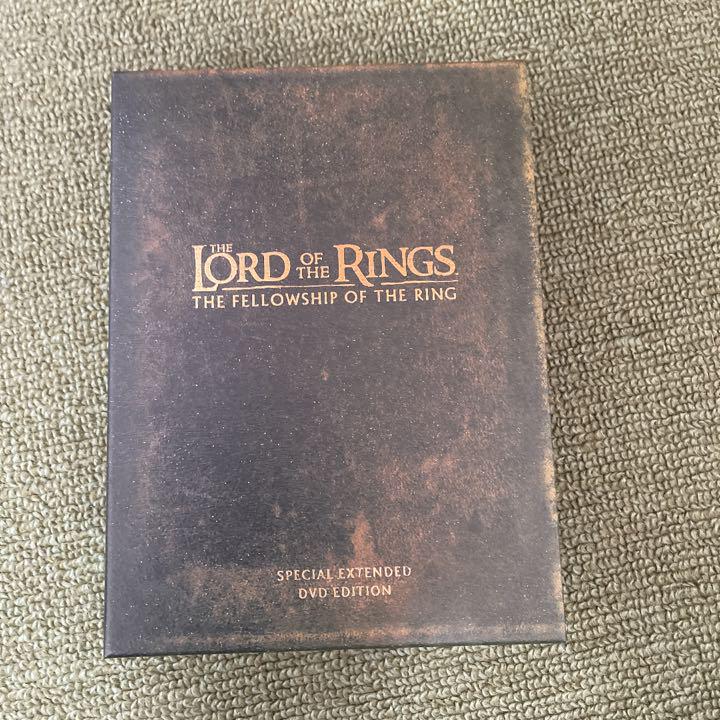 THE LORD OF THE RINGS
THE FELLOWSHIP OF THE RING
SPECIAL EXTENDED
DVD EDITION